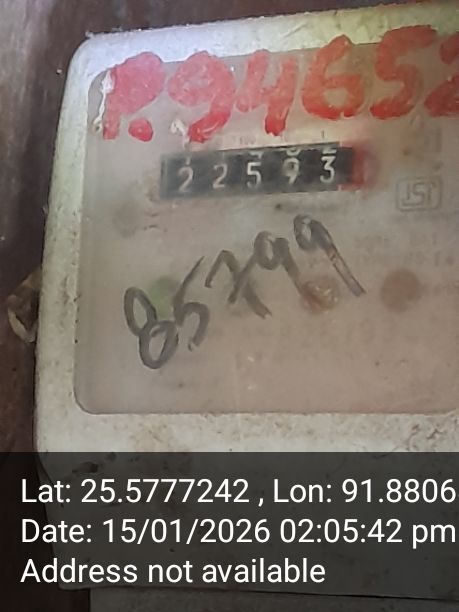 P.94652
22593
ISI
85799
Lat: 25.5777242 , Lon: 91.8806
Date: 15/01/2026 02:05:42 pm
Address not available